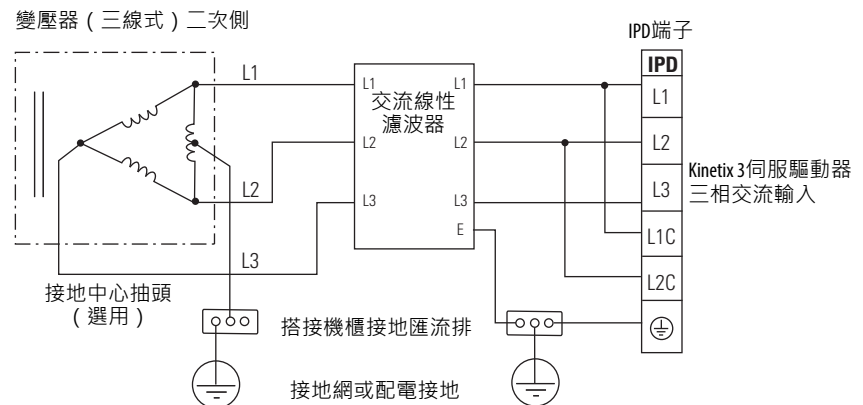 變壓器（三線式）二次側
IPD端子
IPD
L1
L1
L1
L1
交流線性
濾波器
L2
L2
L2
Kinetix 3伺服驅動器
三相交流輸入
L2
L3
L3
L3
E
L1C
L3
L2C
接地中心抽頭
（選用）
搭接機櫃接地匯流排
接地網或配電接地